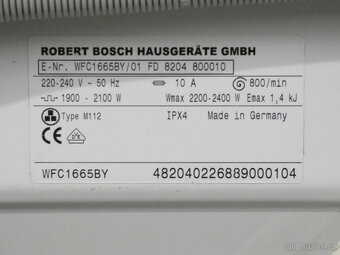 ROBERT BOSCH HAUSGERÄTE GMBH
E-Nr. WFC1665BY/01 FD 8204 800010
220-240 V - 50 Hz 10 A 800/min
1900 - 2100 W Wmax 2200-2400 W Emax 1,4 kJ
Type M112 IPX4 Made in Germany
WFC1665BY 482040226889000104